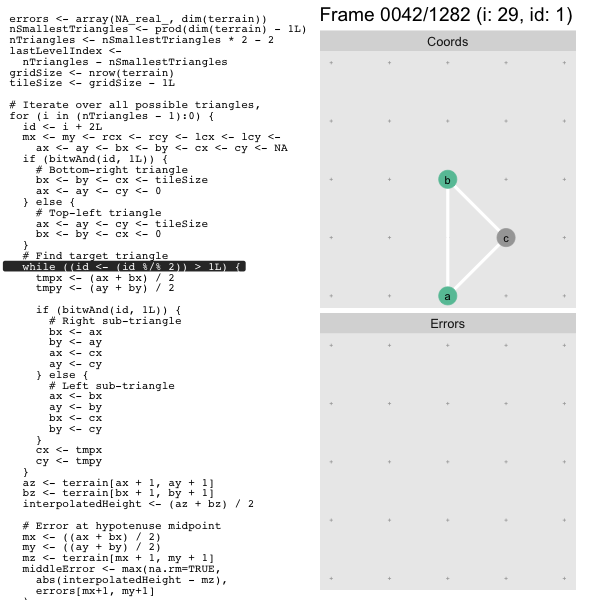 errors <- array(NA_real_, dim(terrain))
nSmallestTriangles <- prod(dim(terrain) - 1L)
nTriangles <- nSmallestTriangles * 2 - 2
lastLevelIndex <-
  nTriangles - nSmallestTriangles
gridSize <- nrow(terrain)
tileSize <- gridSize - 1L

# Iterate over all possible triangles,
for (i in (nTriangles - 1):0) {
  id <- i + 2L
  mx <- my <- rcx <- rcy <- lcx <- lcy <-
    ax <- ay <- bx <- by <- cx <- cy <- NA
  if (bitwAnd(id, 1L)) {
    # Bottom-right triangle
    bx <- by <- cx <- tileSize
    ax <- ay <- cy <- 0
  } else {
    # Top-left triangle
    ax <- ay <- cy <- tileSize
    bx <- by <- cx <- 0
  }
  # Find target triangle
  while ((id <- (id %/% 2)) > 1L) {
    tmpx <- (ax + bx) / 2
    tmpy <- (ay + by) / 2

    if (bitwAnd(id, 1L)) {
      # Right sub-triangle
      bx <- ax
      by <- ay
      ax <- cx
      ay <- cy
    } else {
      # Left sub-triangle
      ax <- bx
      ay <- by
      bx <- cx
      by <- cy
    }
    cx <- tmpx
    cy <- tmpy
  }
  az <- terrain[ax + 1, ay + 1]
  bz <- terrain[bx + 1, by + 1]
  interpolatedHeight <- (az + bz) / 2

  # Error at hypotenuse midpoint
  mx <- ((ax + bx) / 2)
  my <- ((ay + by) / 2)
  mz <- terrain[mx + 1, my + 1]
  middleError <- max(na.rm=TRUE,
    abs(interpolatedHeight - mz),
    errors[mx+1, my+1]
Frame 0042/1282 (i: 29, id: 1)
Coords
b
c
a
Errors